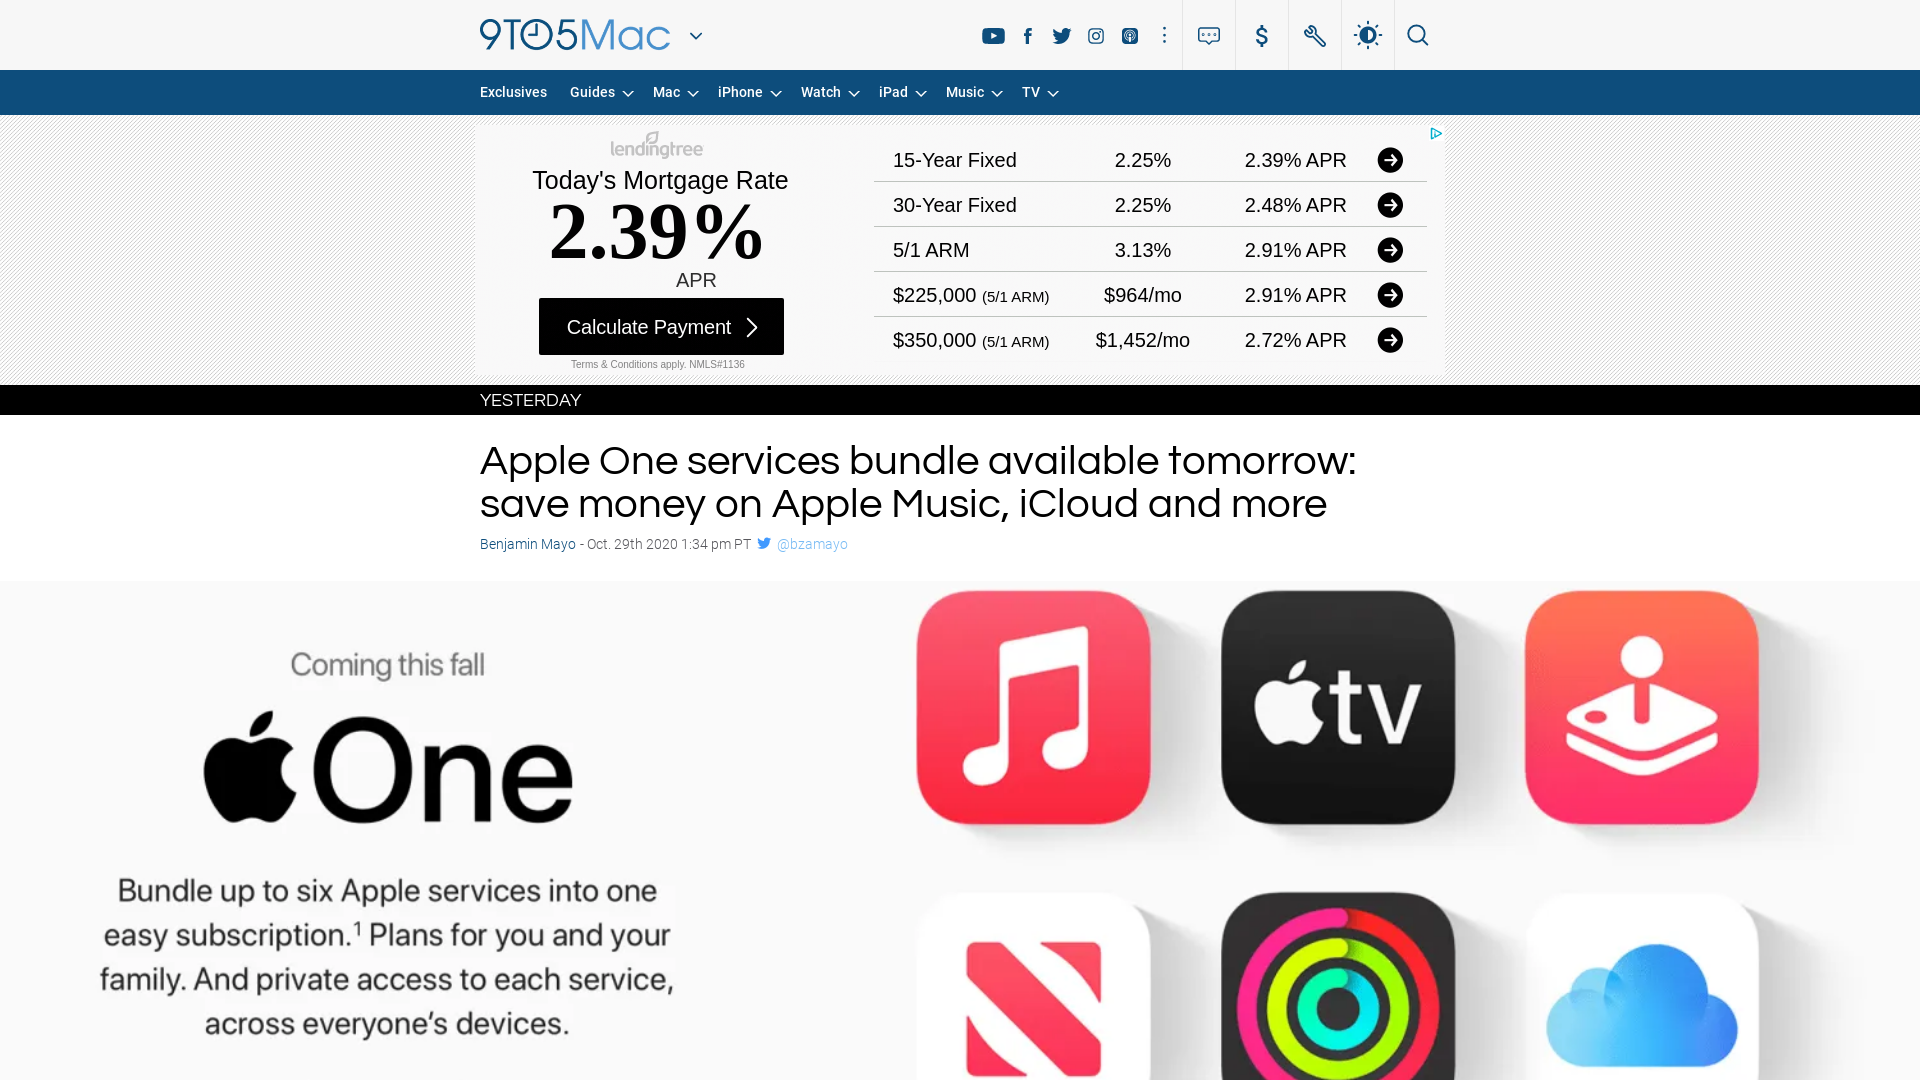 9TO5Mac
Exclusives Guides Mac iPhone Watch iPad Music TV
lendingtree
Today's Mortgage Rate
2.39%
APR
Calculate Payment
Terms & Conditions apply. NMLS#1136
15-Year Fixed 2.25% 2.39% APR
30-Year Fixed 2.25% 2.48% APR
5/1 ARM 3.13% 2.91% APR
$225,000 (5/1 ARM) $964/mo 2.91% APR
$350,000 (5/1 ARM) $1,452/mo 2.72% APR
YESTERDAY
Apple One services bundle available tomorrow:
save money on Apple Music, iCloud and more
Benjamin Mayo - Oct. 29th 2020 1:34 pm PT @bzamayo
Coming this fall
One
Bundle up to six Apple services into one
easy subscription.¹ Plans for you and your
family. And private access to each service,
across everyone’s devices.
tv